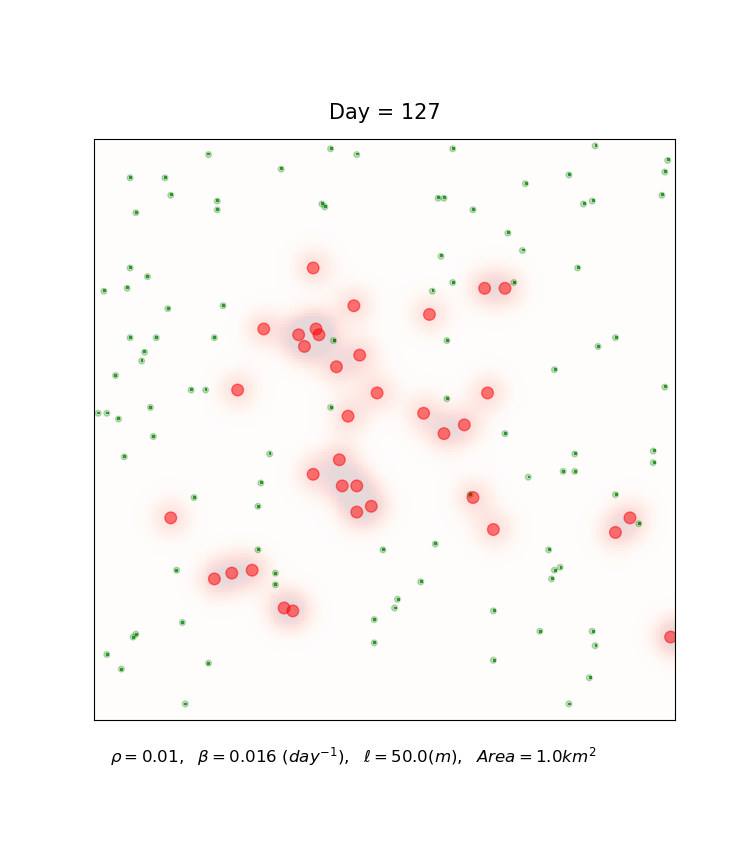 Day = 127
ρ = 0.01, β = 0.016 (day⁻¹), ℓ = 50.0(m), Area = 1.0km²